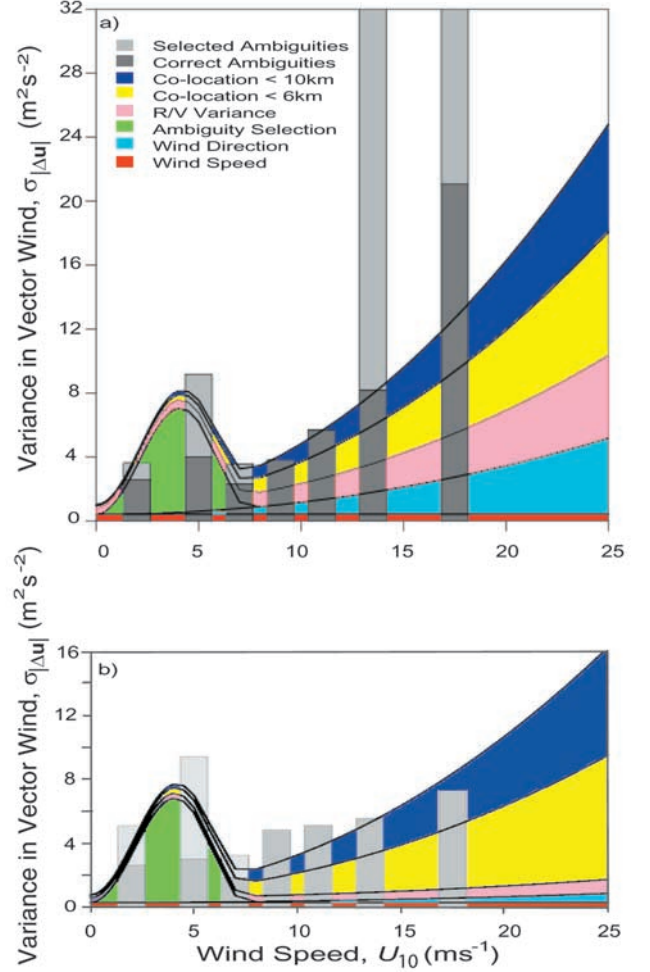 a)
Selected Ambiguities
Correct Ambiguities
Co-location < 10km
Co-location < 6km
R/V Variance
Ambiguity Selection
Wind Direction
Wind Speed
Variance in Vector Wind, σ|Δu| (m²s⁻²)
32
28
24
20
16
12
8
4
0
0 5 10 15 20 25
b)
Variance in Vector Wind, σ|Δu| (m²s⁻²)
16
12
8
4
0
0 5 10 15 20 25
Wind Speed, U₁₀ (ms⁻¹)